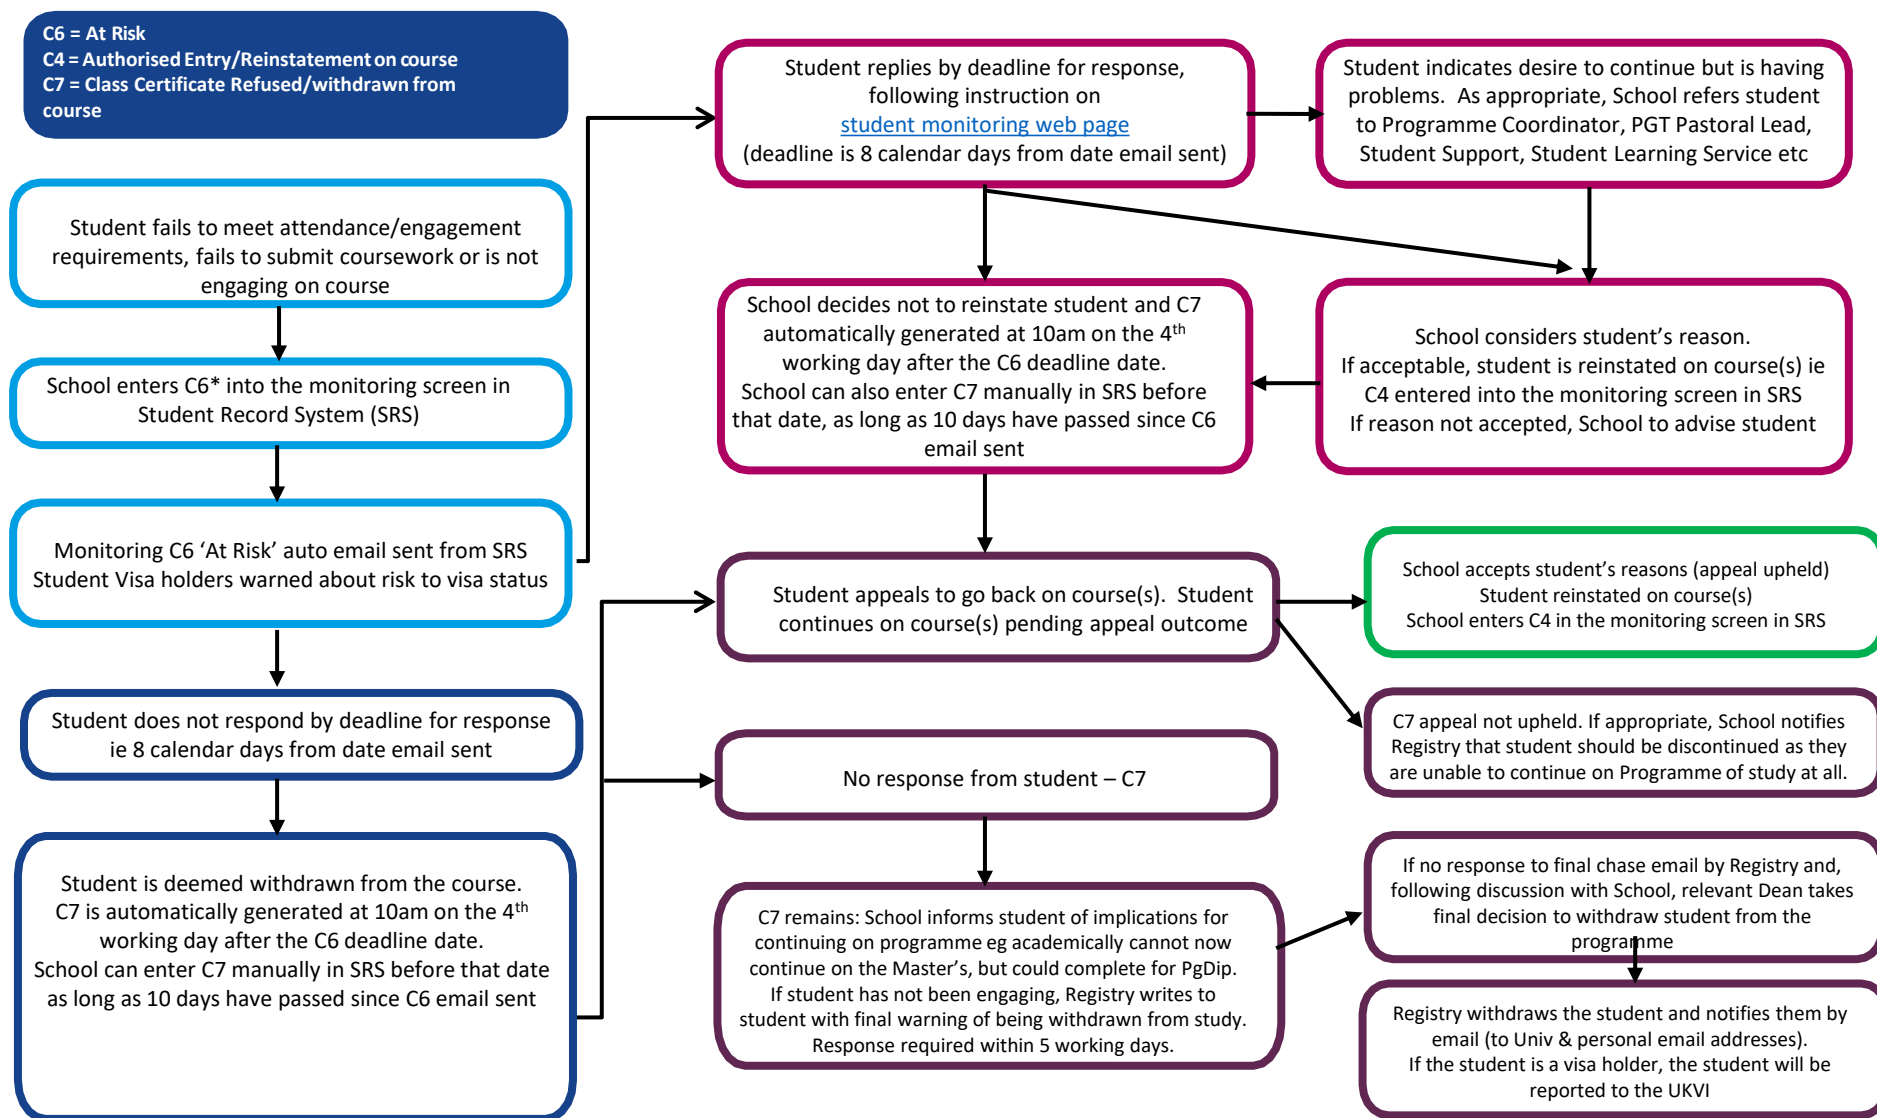 C6 = At Risk
C4 = Authorised Entry/Reinstatement on course
C7 = Class Certificate Refused/withdrawn from
course
Student fails to meet attendance/engagement
requirements, fails to submit coursework or is not
engaging on course
School enters C6* into the monitoring screen in
Student Record System (SRS)
Monitoring C6 ‘At Risk’ auto email sent from SRS
Student Visa holders warned about risk to visa status
Student does not respond by deadline for response
ie 8 calendar days from date email sent
Student is deemed withdrawn from the course.
C7 is automatically generated at 10am on the 4th
working day after the C6 deadline date.
School can enter C7 manually in SRS before that date
as long as 10 days have passed since C6 email sent
Student replies by deadline for response,
following instruction on
student monitoring web page
(deadline is 8 calendar days from date email sent)
Student indicates desire to continue but is having
problems.  As appropriate, School refers student
to Programme Coordinator, PGT Pastoral Lead,
Student Support, Student Learning Service etc
School decides not to reinstate student and C7
automatically generated at 10am on the 4th
working day after the C6 deadline date.
School can also enter C7 manually in SRS before
that date, as long as 10 days have passed since C6
email sent
School considers student’s reason.
If acceptable, student is reinstated on course(s) ie
C4 entered into the monitoring screen in SRS
If reason not accepted, School to advise student
Student appeals to go back on course(s).  Student
continues on course(s) pending appeal outcome
School accepts student’s reasons (appeal upheld)
Student reinstated on course(s)
School enters C4 in the monitoring screen in SRS
C7 appeal not upheld. If appropriate, School notifies
Registry that student should be discontinued as they
are unable to continue on Programme of study at all.
No response from student – C7
C7 remains: School informs student of implications for
continuing on programme eg academically cannot now
continue on the Master’s, but could complete for PgDip.
If student has not been engaging, Registry writes to
student with final warning of being withdrawn from study.
Response required within 5 working days.
If no response to final chase email by Registry and,
following discussion with School, relevant Dean takes
final decision to withdraw student from the
programme
Registry withdraws the student and notifies them by
email (to Univ & personal email addresses).
If the student is a visa holder, the student will be
reported to the UKVI